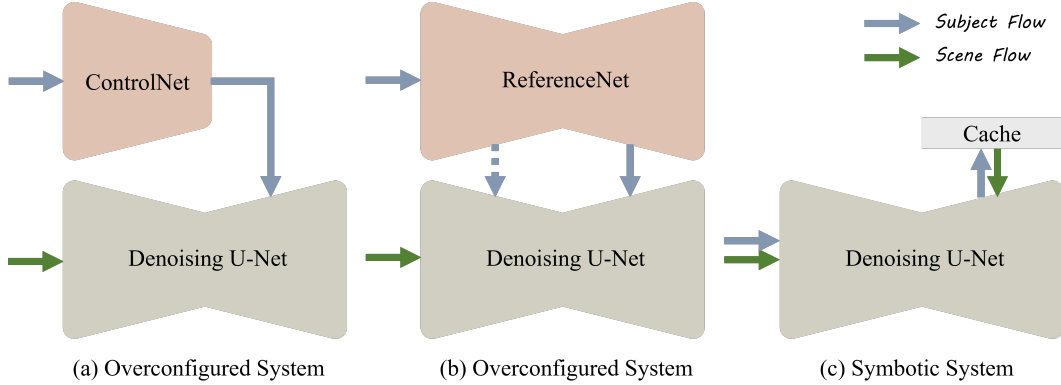 Subject Flow
Scene Flow
ControlNet
ReferenceNet
Cache
Denoising U-Net
Denoising U-Net
Denoising U-Net
(a) Overconfigured System
(b) Overconfigured System
(c) Symbotic System